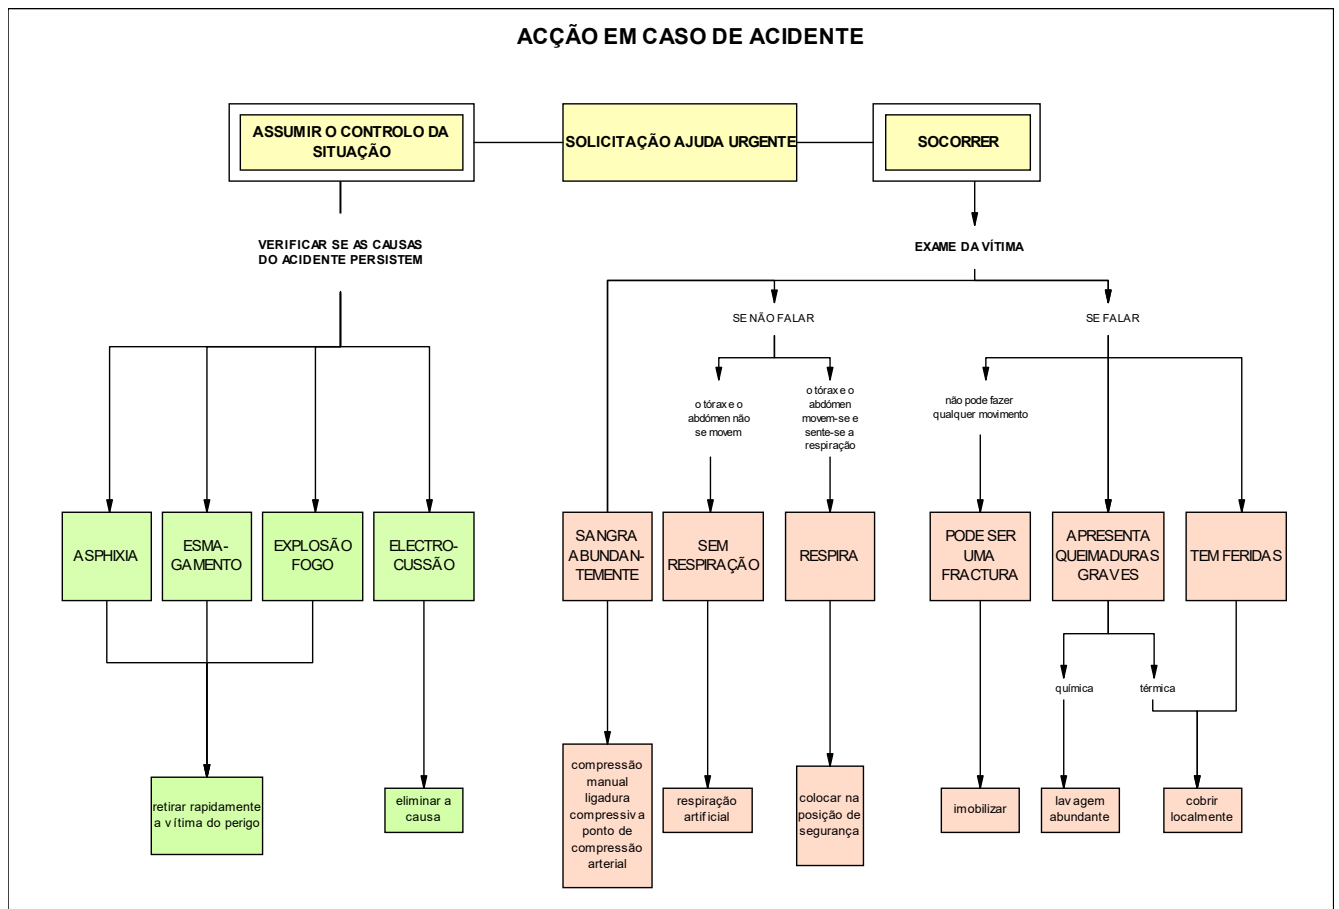 ACÇÃO EM CASO DE ACIDENTE
ASSUMIR O CONTROLO DA
SITUAÇÃO
SOLICITAÇÃO AJUDA URGENTE
SOCORRER
VERIFICAR SE AS CAUSAS
DO ACIDENTE PERSISTEM
EXAME DA VÍTIMA
SE NÃO FALAR
SE FALAR
o tórax e o
abdómen não
se movem
o tórax e o
abdómen
movem-se e
sente-se a
respiração
não pode fazer
qualquer movimento
ASPHIXIA
ESMA-
GAMENTO
EXPLOSÃO
FOGO
ELECTRO-
CUSSÃO
SANGRA
ABUNDAN-
TEMENTE
SEM
RESPIRAÇÃO
RESPIRA
PODE SER
UMA
FRACTURA
APRESENTA
QUEIMADURAS
GRAVES
TEM FERIDAS
química
térmica
retirar rapidamente
a vítima do perigo
eliminar a
causa
compressão
manual
ligadura
compressiva
ponto de
compressão
arterial
respiração
artificial
colocar na
posição de
segurança
imobilizar
lavagem
abundante
cobrir
localmente